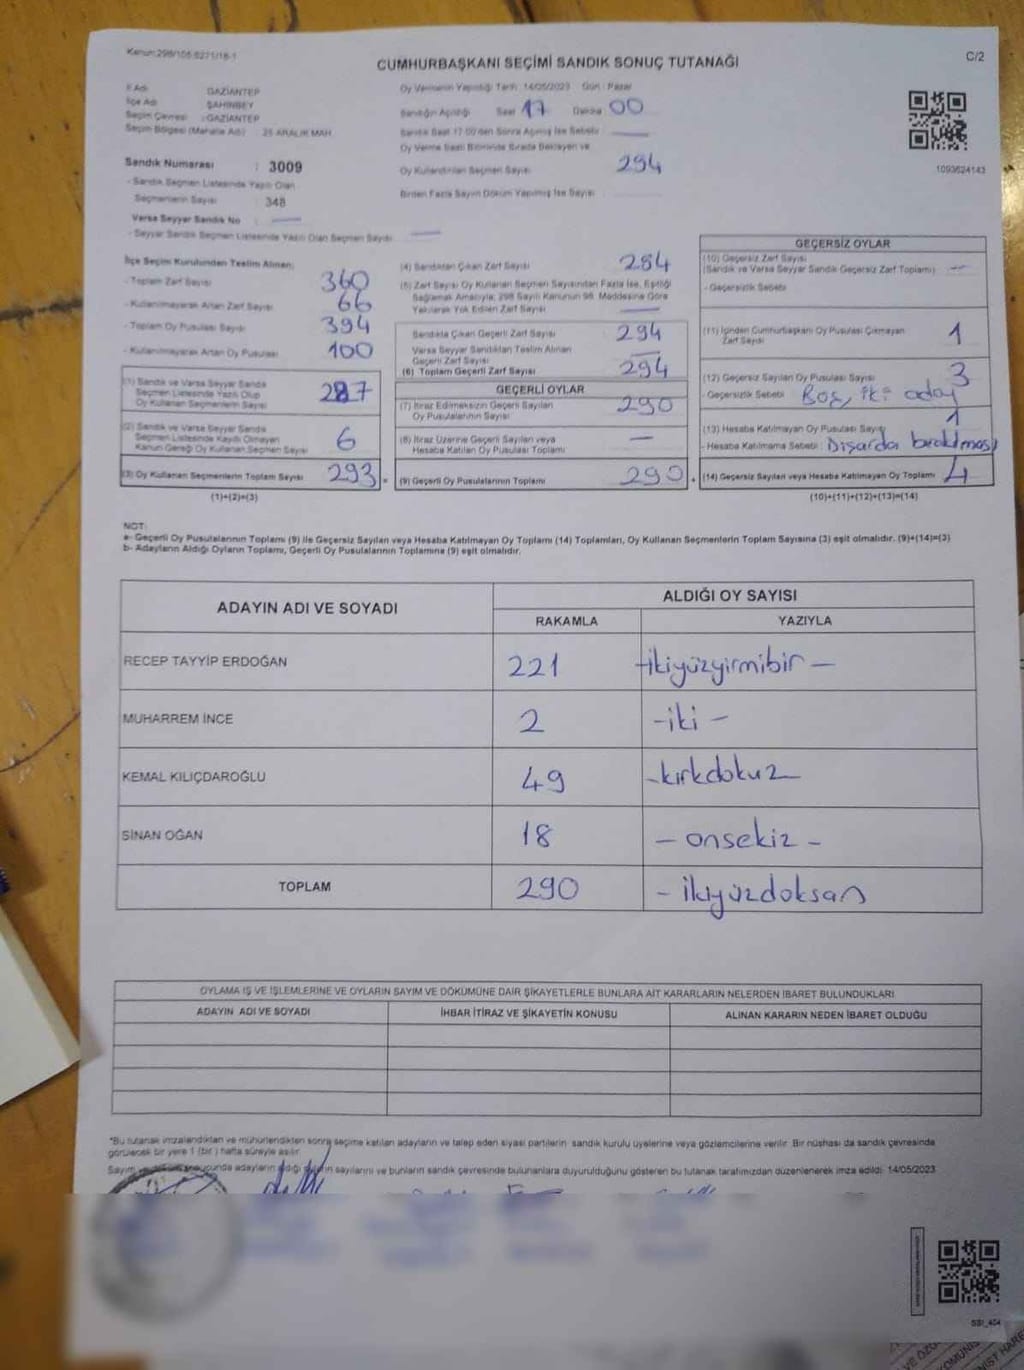 Kanun:298/105,6271/18-1
CUMHURBAŞKANI SEÇİMİ SANDIK SONUÇ TUTANAĞI
C/2
İl Adı GAZİANTEP
İlçe Adı ŞAHİNBEY
Seçim Çevresi : GAZİANTEP
Seçim Bölgesi (Mahalle Adı) 25 ARALIK MAH.
Sandık Numarası : 3009
- Sandık Seçmen Listesinde Yazılı Olan
Seçmenlerin Sayısı 348
Varsa Seyyar Sandık No : —
- Seyyar Sandık Seçmen Listesinde Yazılı Olan Seçmen Sayısı —
Oy Vermenin Yapıldığı Tarih: 14/05/2023 Gün : Pazar
Sandığın Açıldığı Saat 17 Dakika 00
Sandık Saat 17.00'den Sonra Açılmış İse Sebebi : —
Oy Verme Saati Bitiminde Sırada Bekleyen ve
Oy Kullandırılan Seçmen Sayısı 294
Birden Fazla Sayım Döküm Yapılmış İse Sayısı —
1093624143
İlçe Seçim Kurulundan Teslim Alınan:
- Toplam Zarf Sayısı 360
- Kullanılmayarak Artan Zarf Sayısı 66
- Toplam Oy Pusulası Sayısı 394
- Kullanılmayarak Artan Oy Pusulası 100
(1) Sandık ve Varsa Seyyar Sandık
Seçmen Listesinde Yazılı Olup
Oy Kullanan Seçmenlerin Sayısı 287
(2) Sandık ve Varsa Seyyar Sandık
Seçmen Listesinde Kayıtlı Olmayan
Kanun Gereği Oy Kullanan Seçmen Sayısı 6
(3) Oy Kullanan Seçmenlerin Toplam Sayısı 293
(1)+(2)=(3)
(4) Sandıktan Çıkan Zarf Sayısı 284
(5) Zarf Sayısı Oy Kullanan Seçmen Sayısından Fazla İse, Eşitliği
Sağlamak Amacıyla, 298 Sayılı Kanunun 98. Maddesine Göre
Yakılarak Yok Edilen Zarf Sayısı —
Sandıkta Çıkan Geçerli Zarf Sayısı 294
Varsa Seyyar Sandıktan Teslim Alınan
Geçerli Zarf Sayısı —
(6) Toplam Geçerli Zarf Sayısı 294
GEÇERLİ OYLAR
(7) İtiraz Edilmeksizin Geçerli Sayılan
Oy Pusulalarının Sayısı 290
(8) İtiraz Üzerine Geçerli Sayılan veya
Hesaba Katılan Oy Pusulası Toplamı —
(9) Geçerli Oy Pusulalarının Toplamı 290
GEÇERSİZ OYLAR
(10) Geçersiz Zarf Sayısı
(Sandık ve Varsa Seyyar Sandık Geçersiz Zarf Toplamı) —
- Geçersizlik Sebebi
(11) İçinden Cumhurbaşkanı Oy Pusulası Çıkmayan
Zarf Sayısı 1
(12) Geçersiz Sayılan Oy Pusulası Sayısı 3
- Geçersizlik Sebebi Boş, iki aday
(13) Hesaba Katılmayan Oy Pusulası Sayısı 1
- Hesaba Katılmama Sebebi : Dışarda bırakılması
(14) Geçersiz Sayılan veya Hesaba Katılmayan Oy Toplamı 4
(10)+(11)+(12)+(13)=(14)
NOT:
a- Geçerli Oy Pusulalarının Toplamı (9) ile Geçersiz Sayılan veya Hesaba Katılmayan Oy Toplamı (14) Toplamları, Oy Kullanan Seçmenlerin Toplam Sayısına (3) eşit olmalıdır. (9)+(14)=(3)
b- Adayların Aldığı Oyların Toplamı, Geçerli Oy Pusulalarının Toplamına (9) eşit olmalıdır.
ADAYIN ADI VE SOYADI
ALDIĞI OY SAYISI
RAKAMLA YAZIYLA
RECEP TAYYİP ERDOĞAN 221 -ikiyüzyirmibir —
MUHARREM İNCE 2 -iki -
KEMAL KILIÇDAROĞLU 49 -kırkdokuz
SİNAN OĞAN 18 - onsekiz -
TOPLAM 290 - ikiyüzdoksan
OYLAMA İŞ VE İŞLEMLERİNE VE OYLARIN SAYIM VE DÖKÜMÜNE DAİR ŞİKAYETLERLE BUNLARA AİT KARARLARIN NELERDEN İBARET BULUNDUKLARI
ADAYIN ADI VE SOYADI İHBAR İTİRAZ VE ŞİKAYETİN KONUSU ALINAN KARARIN NEDEN İBARET OLDUĞU
*Bu tutanak imzalandıktan ve mühürlendikten sonra seçime katılan adayların ve talep eden siyasi partilerin sandık kurulu üyelerine veya gözlemcilerine verilir. Bir nüshası da sandık çevresinde
görülecek bir yere 1 (bir) hafta süreyle asılır.
Sayım sonucunda adayların aldığı oyların sayılarını ve bunların sandık çevresinde bulunanlara duyurulduğunu gösteren bu tutanak tarafımızdan düzenlenerek imza edildi. 14/05/2023